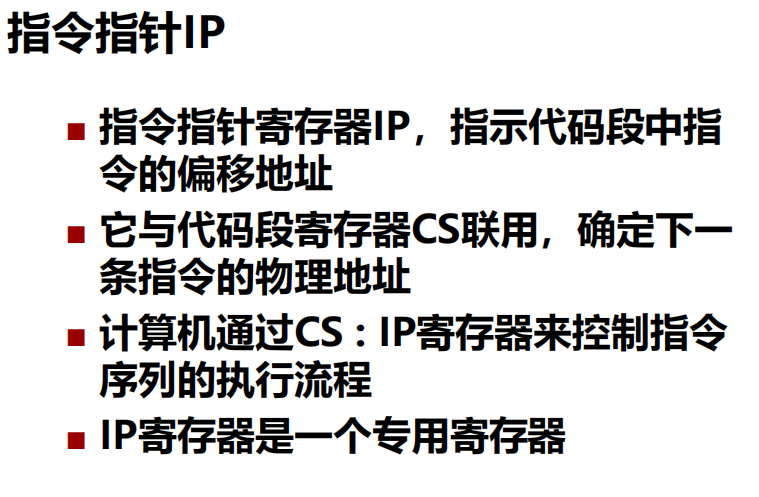 指令指针IP
■ 指令指针寄存器IP，指示代码段中指
令的偏移地址
■ 它与代码段寄存器CS联用，确定下一
条指令的物理地址
■ 计算机通过CS：IP寄存器来控制指令
序列的执行流程
■ IP寄存器是一个专用寄存器